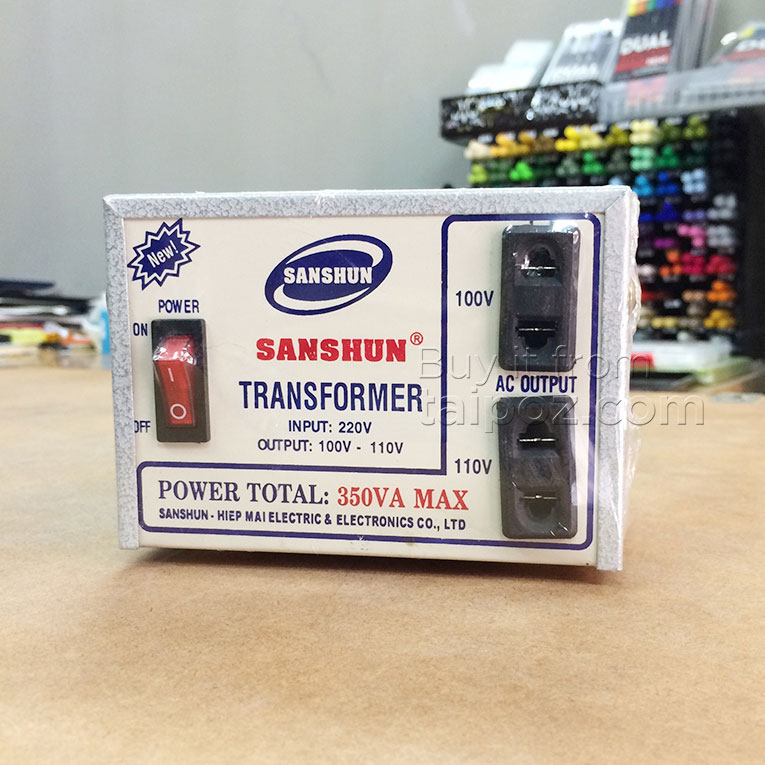 DUAL
DUAL
New!
SANSHUN
POWER
ON
OFF
SANSHUN®
TRANSFORMER
INPUT: 220V
OUTPUT: 100V - 110V
100V
AC OUTPUT
110V
POWER TOTAL: 350VA MAX
SANSHUN - HIEP MAI ELECTRIC & ELECTRONICS CO., LTD
Buy it from
taipoz.com